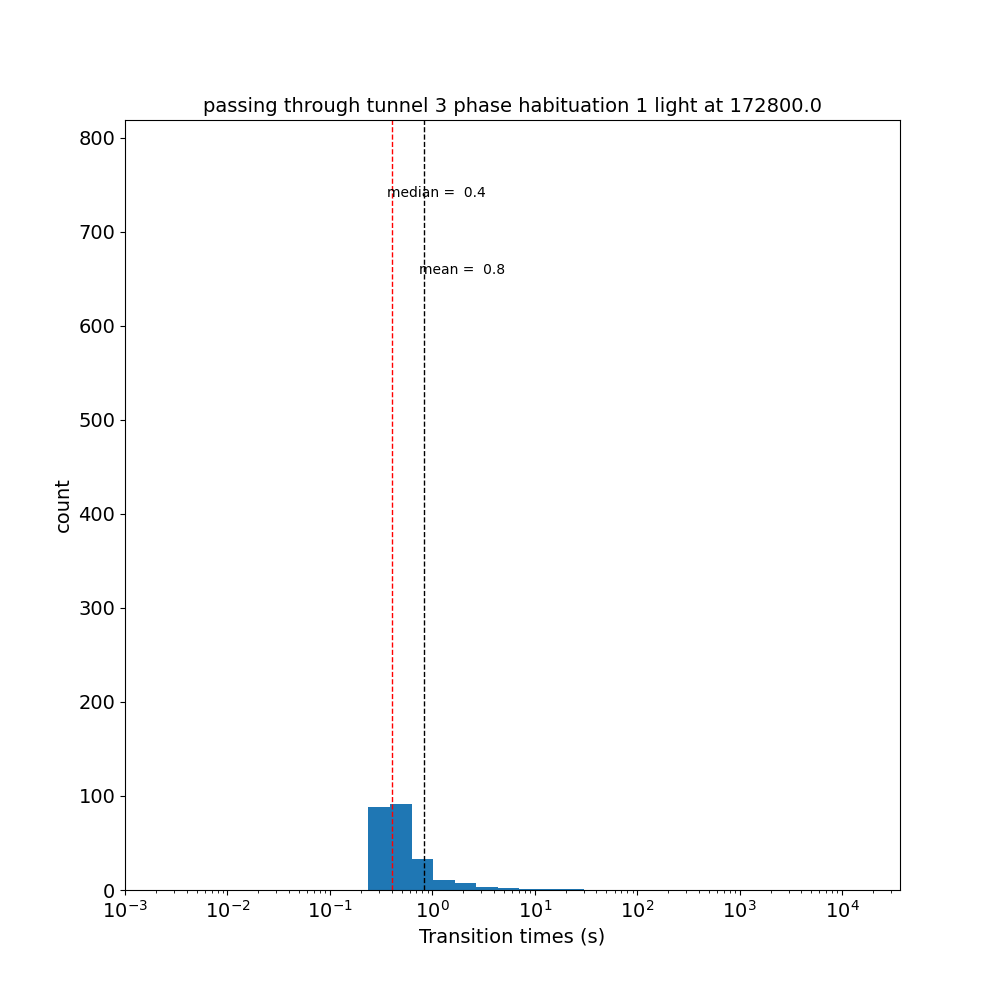 passing through tunnel 3 phase habituation 1 light at 172800.0
800
median =  0.4
700
mean =  0.8
600
500
count
400
300
200
100
0
10⁻³ 10⁻² 10⁻¹ 10⁰ 10¹ 10² 10³ 10⁴
Transition times (s)